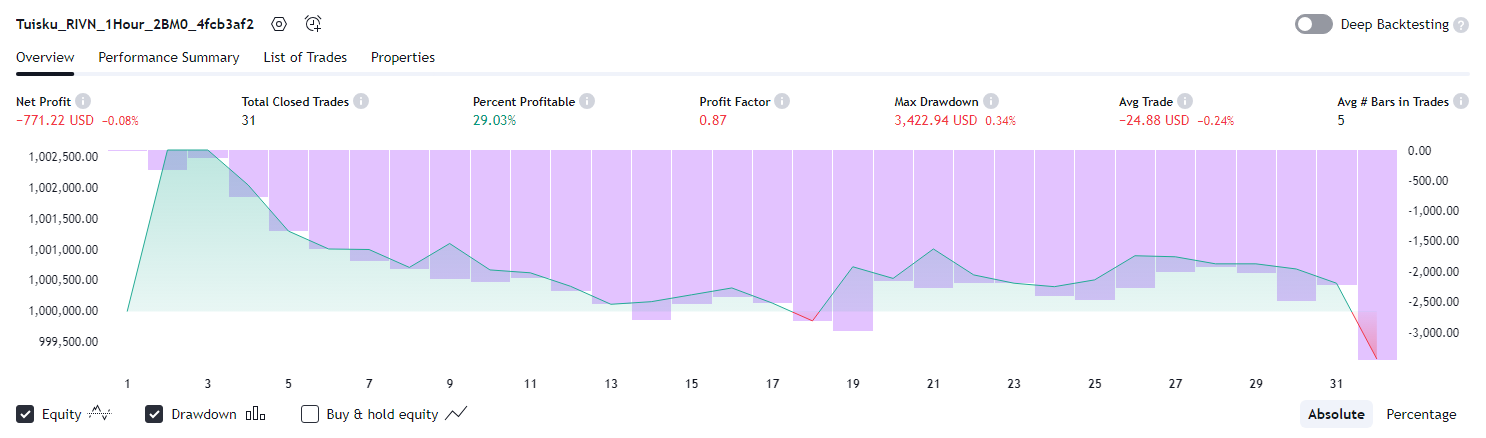 Tuisku_RIVN_1Hour_2BM0_4fcb3af2 Deep Backtesting ?
Overview Performance Summary List of Trades Properties
Net Profit i Total Closed Trades i Percent Profitable i Profit Factor i Max Drawdown i Avg Trade i Avg # Bars in Trades i
−771.22 USD −0.08% 31 29.03% 0.87 3,422.94 USD 0.34% −24.88 USD −0.24% 5
1,002,500.00 0.00
1,002,000.00 -500.00
1,001,500.00 -1,000.00
1,001,000.00 -1,500.00
1,000,500.00 -2,000.00
1,000,000.00 -2,500.00
999,500.00 -3,000.00
1 3 5 7 9 11 13 15 17 19 21 23 25 27 29 31
Equity Drawdown Buy & hold equity Absolute Percentage